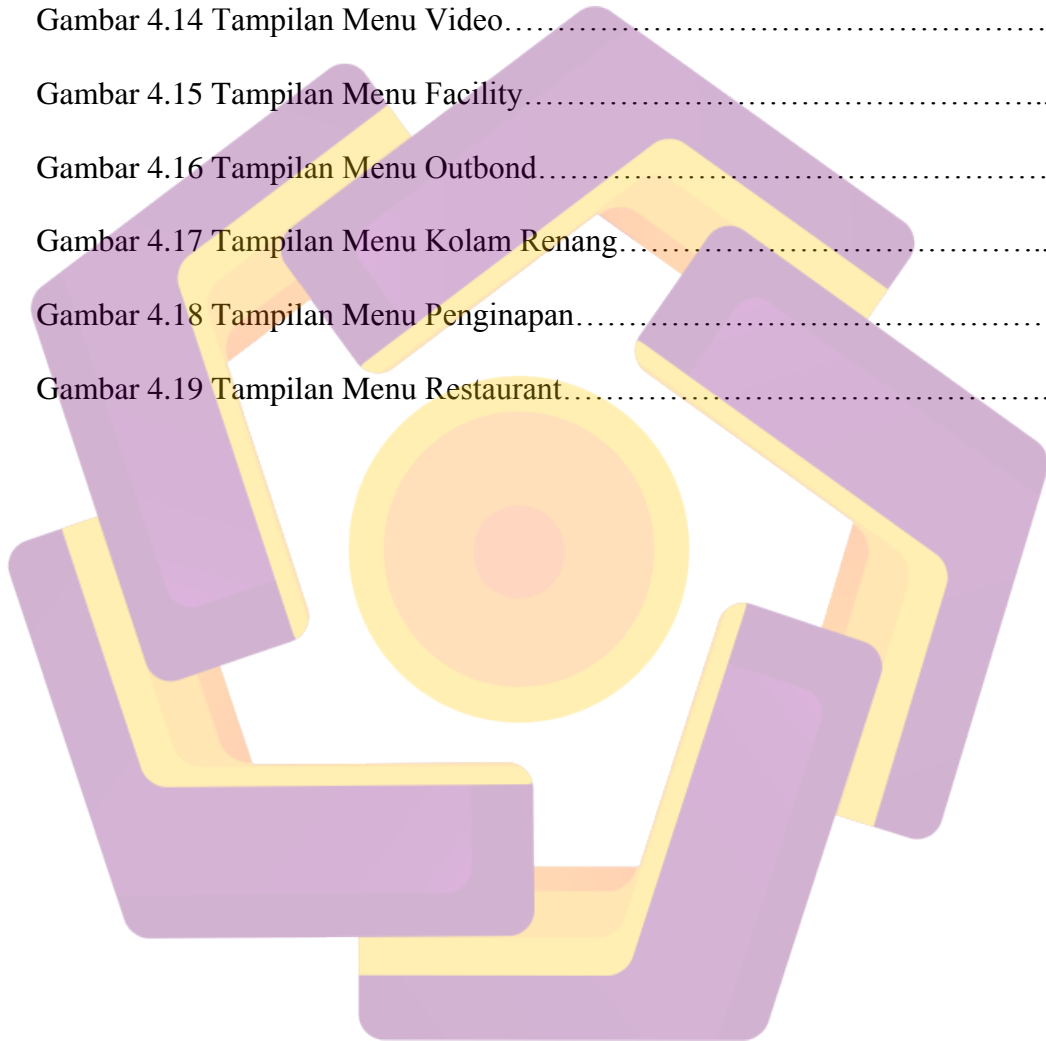 Gambar 4.14 Tampilan Menu Video……………………………………………
Gambar 4.15 Tampilan Menu Facility…………………………………………..
Gambar 4.16 Tampilan Menu Outbond…………………………………………
Gambar 4.17 Tampilan Menu Kolam Renang…………………………………
Gambar 4.18 Tampilan Menu Penginapan………………………………………
Gambar 4.19 Tampilan Menu Restaurant………………………………………..